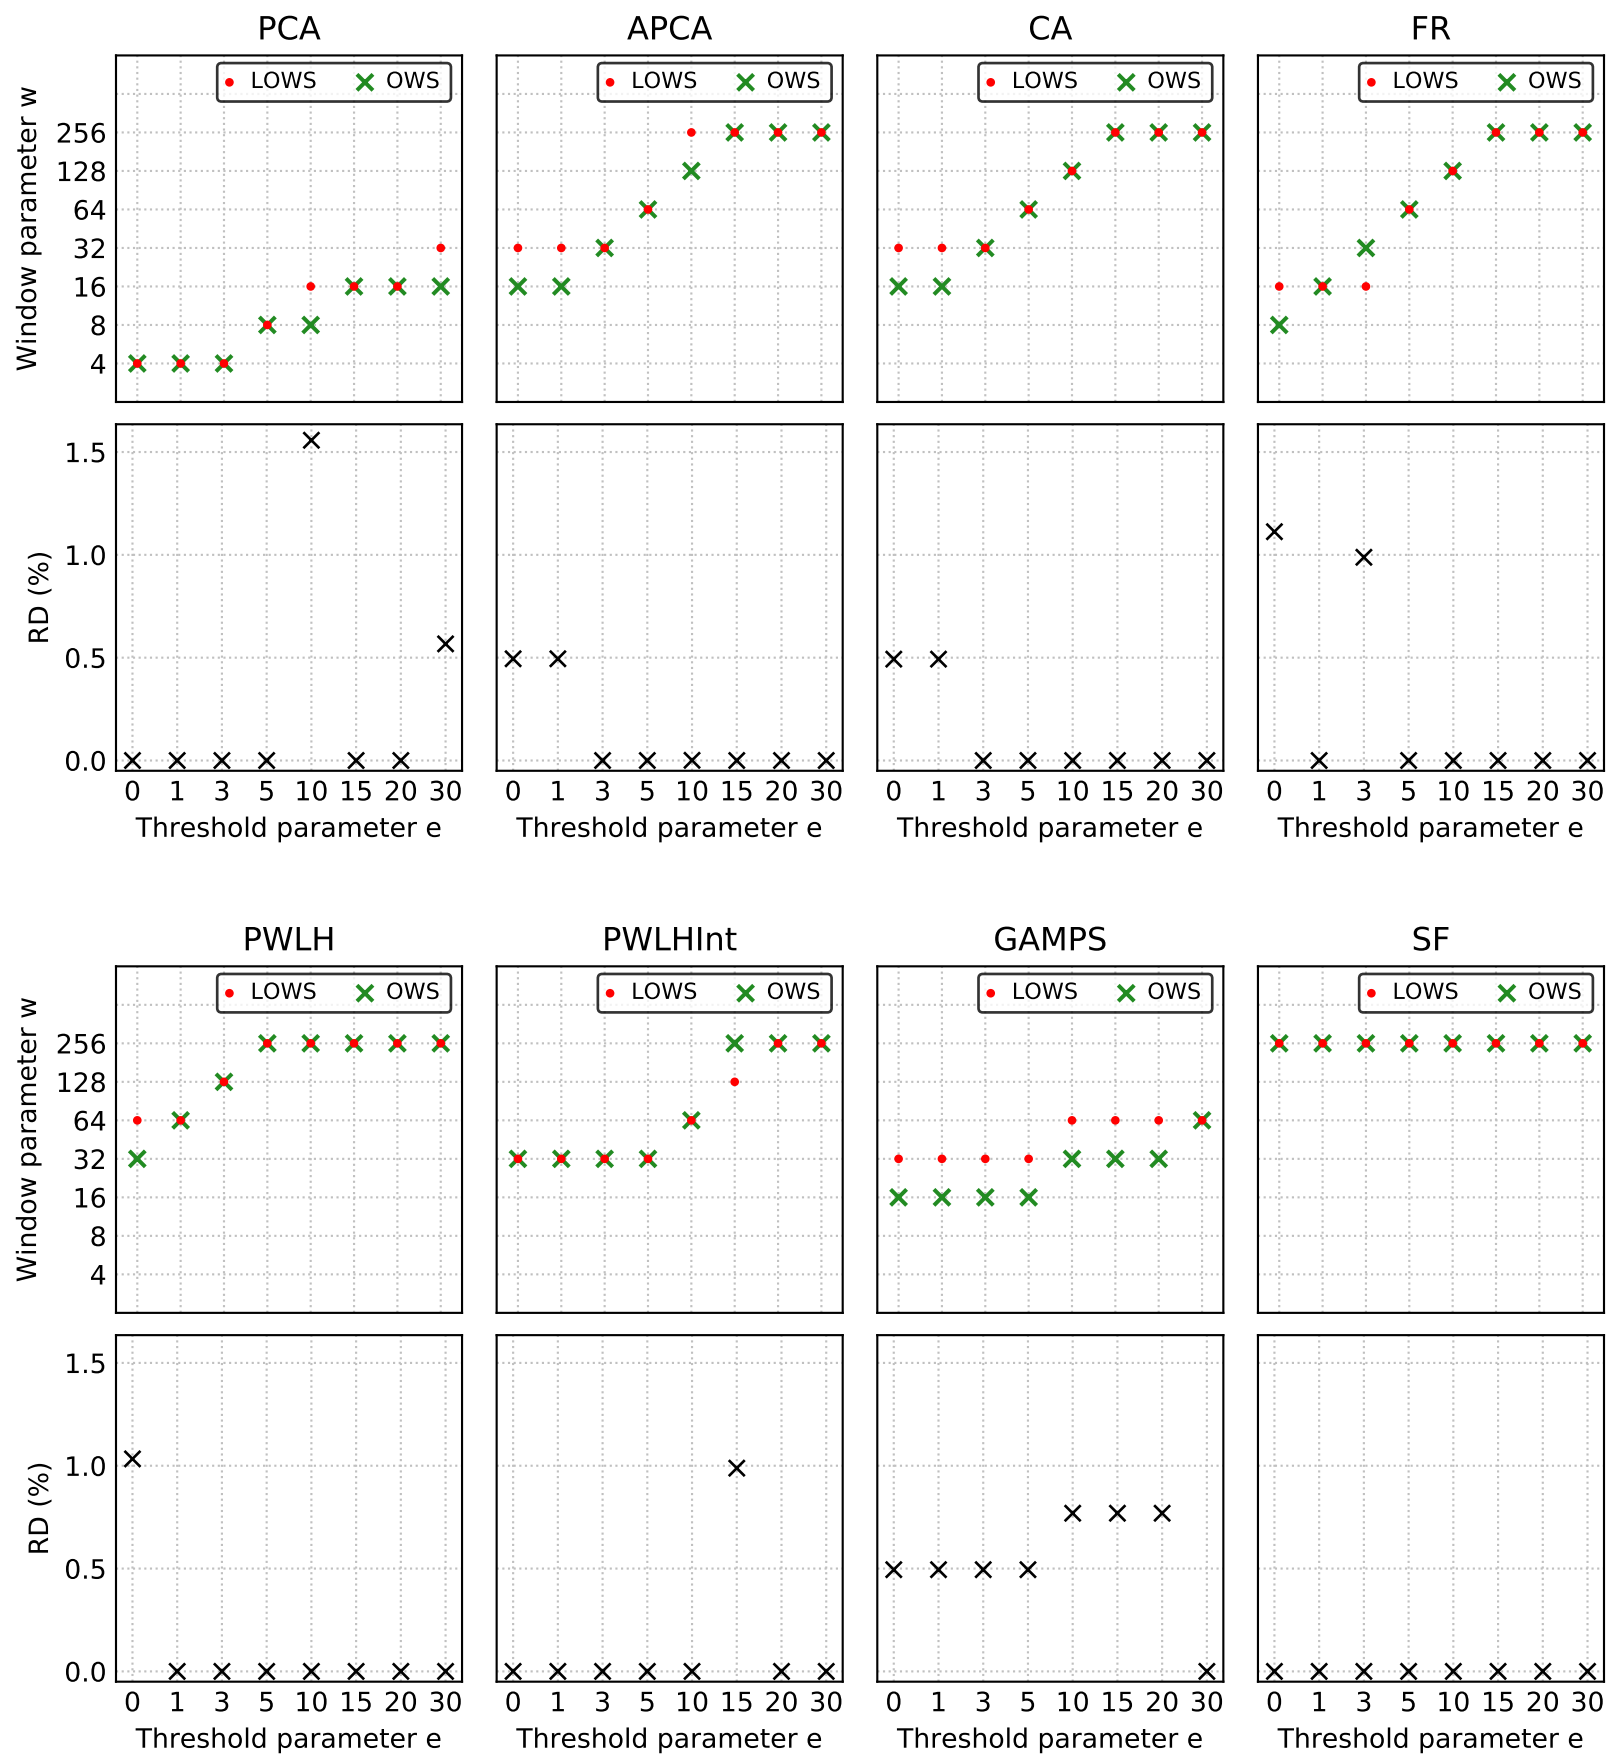 PCA APCA CA FR
LOWS OWS LOWS OWS LOWS OWS LOWS OWS
Window parameter w
256
128
64
32
16
8
4
RD (%)
1.5
1.0
0.5
0.0
0 1 3 5 10 15 20 30 0 1 3 5 10 15 20 30 0 1 3 5 10 15 20 30 0 1 3 5 10 15 20 30
Threshold parameter e Threshold parameter e Threshold parameter e Threshold parameter e
PWLH PWLHInt GAMPS SF
LOWS OWS LOWS OWS LOWS OWS LOWS OWS
Window parameter w
256
128
64
32
16
8
4
RD (%)
1.5
1.0
0.5
0.0
0 1 3 5 10 15 20 30 0 1 3 5 10 15 20 30 0 1 3 5 10 15 20 30 0 1 3 5 10 15 20 30
Threshold parameter e Threshold parameter e Threshold parameter e Threshold parameter e